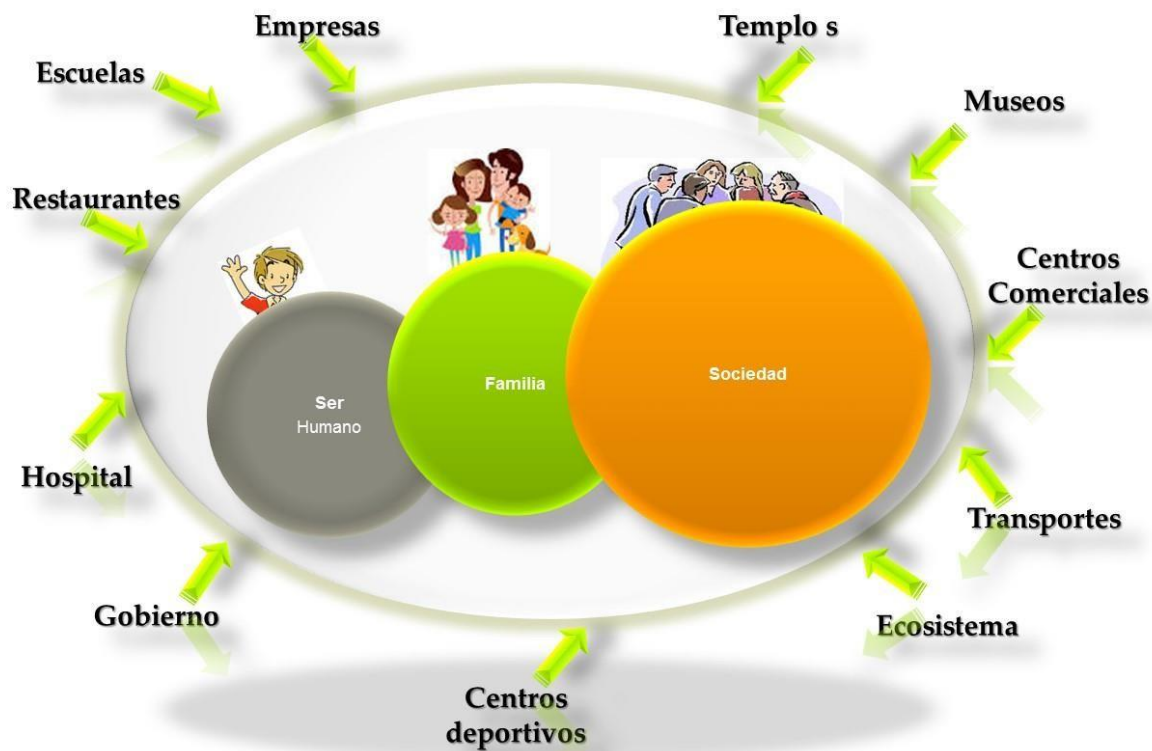 Empresas
Templo s
Escuelas
Museos
Restaurantes
Centros
Comerciales
Familia
Sociedad
Ser
Humano
Hospital
Transportes
Gobierno
Ecosistema
Centros
deportivos